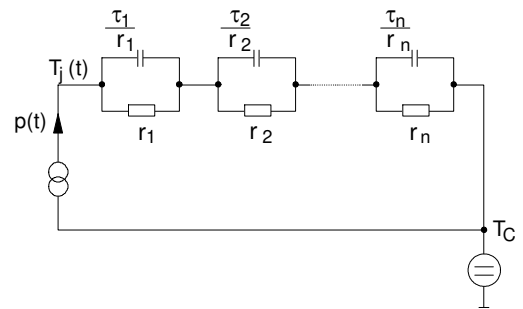 τ1 τ2 τn
r1 r2 rn
Tj (t)
r1 r2 rn
p(t)
TC